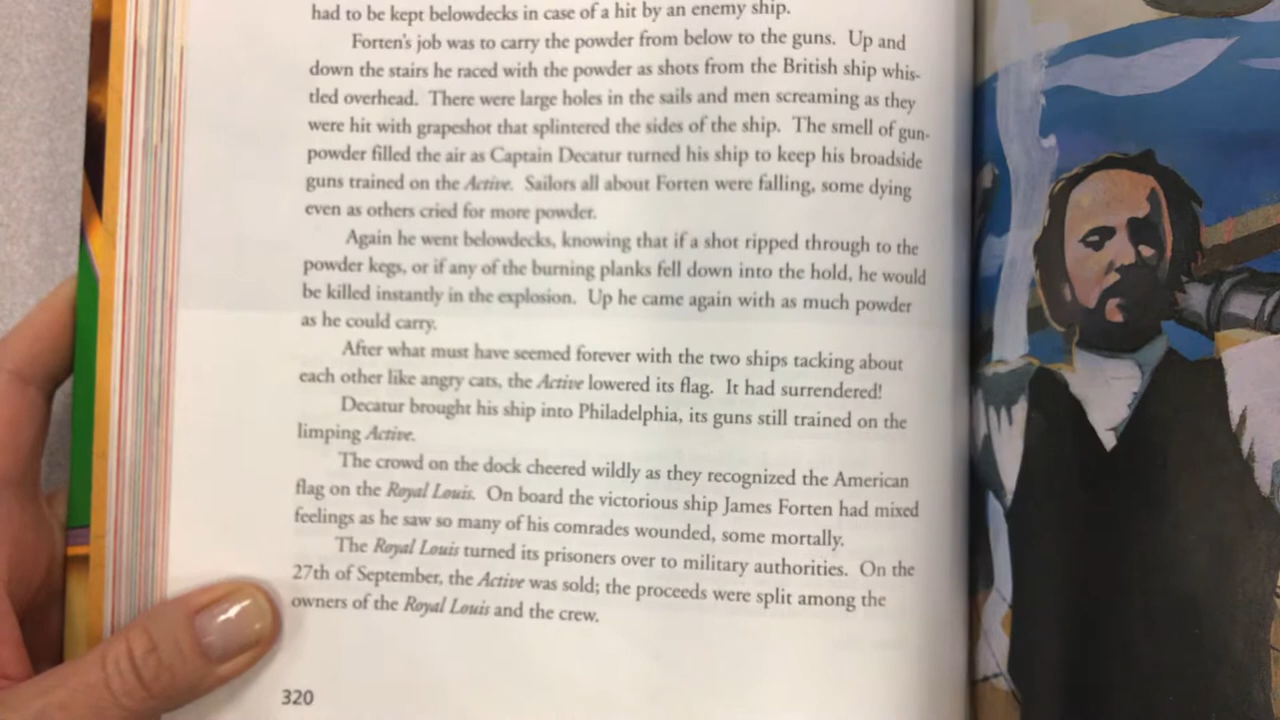 had to be kept belowdecks in case of a hit by an enemy ship.
Forten's job was to carry the powder from below to the guns. Up and
down the stairs he raced with the powder as shots from the British ship whis-
tled overhead. There were large holes in the sails and men screaming as they
were hit with grapeshot that splintered the sides of the ship. The smell of gun-
powder filled the air as Captain Decatur turned his ship to keep his broadside
guns trained on the Active. Sailors all about Forten were falling, some dying
even as others cried for more powder.
Again he went belowdecks, knowing that if a shot ripped through to the
powder kegs, or if any of the burning planks fell down into the hold, he would
be killed instantly in the explosion. Up he came again with as much powder
as he could carry.
After what must have seemed forever with the two ships tacking about
each other like angry cats, the Active lowered its flag. It had surrendered!
Decatur brought his ship into Philadelphia, its guns still trained on the
limping Active.
The crowd on the dock cheered wildly as they recognized the American
flag on the Royal Louis. On board the victorious ship James Forten had mixed
feelings as he saw so many of his comrades wounded, some mortally.
The Royal Louis turned its prisoners over to military authorities. On the
27th of September, the Active was sold; the proceeds were split among the
owners of the Royal Louis and the crew.
320